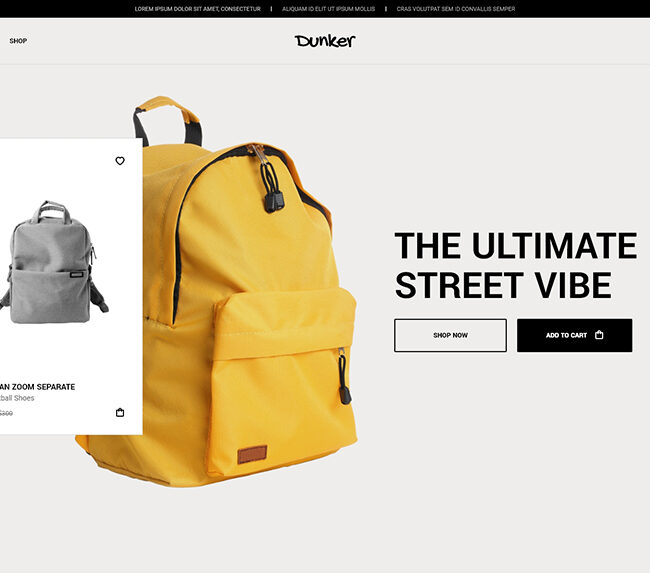 LOREM IPSUM DOLOR SIT AMET, CONSECTETUR | ALIQUAM ID ELIT UT IPSUM MOLLIS | CRAS VOLUTPAT SEM ID CONVALLIS SEMPER
SHOP
Dunker
THE ULTIMATE
STREET VIBE
SHOP NOW
ADD TO CART
AN ZOOM SEPARATE
tball Shoes
$300